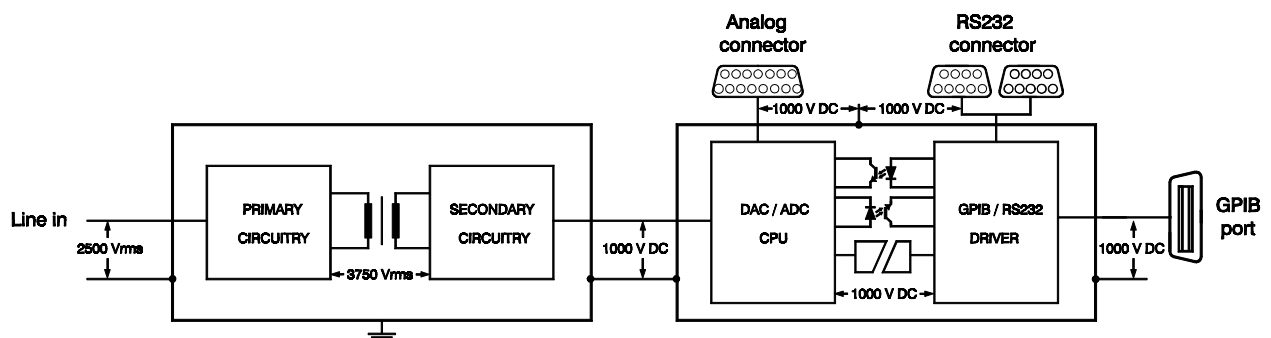 Analog
connector
RS232
connector
1000 V DC
1000 V DC
Line in
2500 Vrms
PRIMARY
CIRCUITRY
3750 Vrms
SECONDARY
CIRCUITRY
1000 V DC
DAC / ADC
CPU
1000 V DC
GPIB / RS232
DRIVER
1000 V DC
GPIB
port